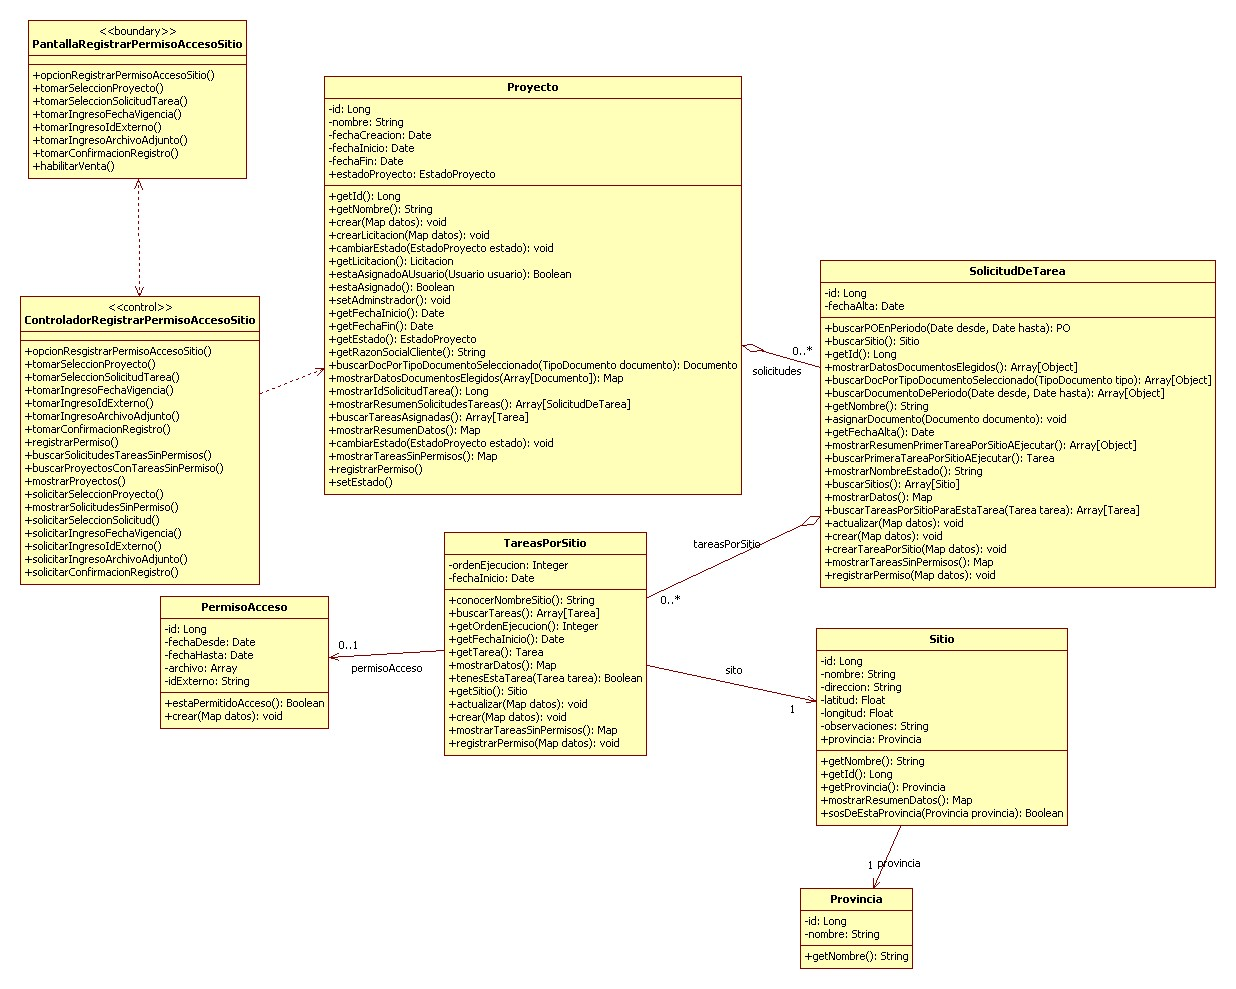 <<boundary>>
PantallaRegistrarPermisoAccesoSitio
+opcionRegistrarPermisoAccesoSitio()
+tomarSeleccionProyecto()
+tomarSeleccionSolicitudTarea()
+tomarIngresoFechaVigencia()
+tomarIngresoIdExterno()
+tomarIngresoArchivoAdjunto()
+tomarConfirmacionRegistro()
+habilitarVenta()
<<control>>
ControladorRegistrarPermisoAccesoSitio
+opcionResgistrarPermisoAccesoSitio()
+tomarSeleccionProyecto()
+tomarSeleccionSolicitudTarea()
+tomarIngresoFechaVigencia()
+tomarIngresoIdExterno()
+tomarIngresoArchivoAdjunto()
+tomarConfirmacionRegistro()
+registrarPermiso()
+buscarSolicitudesTareasSinPermisos()
+buscarProyectosConTareasSinPermiso()
+mostrarProyectos()
+solicitarSeleccionProyecto()
+mostrarSolicitudesSinPermiso()
+solicitarSeleccionSolicitud()
+solicitarIngresoFechaVigencia()
+solicitarIngresoIdExterno()
+solicitarIngresoArchivoAdjunto()
+solicitarConfirmacionRegistro()
Proyecto
-id: Long
-nombre: String
-fechaCreacion: Date
-fechaInicio: Date
-fechaFin: Date
+estadoProyecto: EstadoProyecto
+getId(): Long
+getNombre(): String
+crear(Map datos): void
+crearLicitacion(Map datos): void
+cambiarEstado(EstadoProyecto estado): void
+getLicitacion(): Licitacion
+estaAsignadoAUsuario(Usuario usuario): Boolean
+estaAsignado(): Boolean
+setAdminstrador(): void
+getFechaInicio(): Date
+getFechaFin(): Date
+getEstado(): EstadoProyecto
+getRazonSocialCliente(): String
+buscarDocPorTipoDocumentoSeleccionado(TipoDocumento documento): Documento
+mostrarDatosDocumentosElegidos(Array[Documento]): Map
+mostrarIdSolicitudTarea(): Long
+mostrarResumenSolicitudesTareas(): Array[SolicitudDeTarea]
+buscarTareasAsignadas(): Array[Tarea]
+mostrarResumenDatos(): Map
+cambiarEstado(EstadoProyecto estado): void
+mostrarTareasSinPermisos(): Map
+registrarPermiso()
+setEstado()
0..*
solicitudes
SolicitudDeTarea
-id: Long
-fechaAlta: Date
+buscarPOEnPeriodo(Date desde, Date hasta): PO
+buscarSitio(): Sitio
+getId(): Long
+mostrarDatosDocumentosElegidos(): Array[Object]
+buscarDocPorTipoDocumentoSeleccionado(TipoDocumento tipo): Array[Object]
+buscarDocumentoDePeriodo(Date desde, Date hasta): Array[Object]
+getNombre(): String
+asignarDocumento(Documento documento): void
+getFechaAlta(): Date
+mostrarResumenPrimerTareaPorSitioAEjecutar(): Array[Object]
+buscarPrimeraTareaPorSitioAEjecutar(): Tarea
+mostrarNombreEstado(): String
+buscarSitios(): Array[Sitio]
+mostrarDatos(): Map
+buscarTareasPorSitioParaEstaTarea(Tarea tarea): Array[Tarea]
+actualizar(Map datos): void
+crear(Map datos): void
+crearTareaPorSitio(Map datos): void
+mostrarTareasSinPermisos(): Map
+registrarPermiso(Map datos): void
tareasPorSitio
0..*
TareasPorSitio
-ordenEjecucion: Integer
-fechaInicio: Date
+conocerNombreSitio(): String
+buscarTareas(): Array[Tarea]
+getOrdenEjecucion(): Integer
+getFechaInicio(): Date
+getTarea(): Tarea
+mostrarDatos(): Map
+tenesEstaTarea(Tarea tarea): Boolean
+getSitio(): Sitio
+actualizar(Map datos): void
+crear(Map datos): void
+mostrarTareasSinPermisos(): Map
+registrarPermiso(Map datos): void
0..1
permisoAcceso
PermisoAcceso
-id: Long
-fechaDesde: Date
-fechaHasta: Date
-archivo: Array
-idExterno: String
+estaPermitidoAcceso(): Boolean
+crear(Map datos): void
sito
1
Sitio
-id: Long
-nombre: String
-direccion: String
-latitud: Float
-longitud: Float
-observaciones: String
+provincia: Provincia
+getNombre(): String
+getId(): Long
+getProvincia(): Provincia
+mostrarResumenDatos(): Map
+sosDeEstaProvincia(Provincia provincia): Boolean
1 provincia
Provincia
-id: Long
-nombre: String
+getNombre(): String